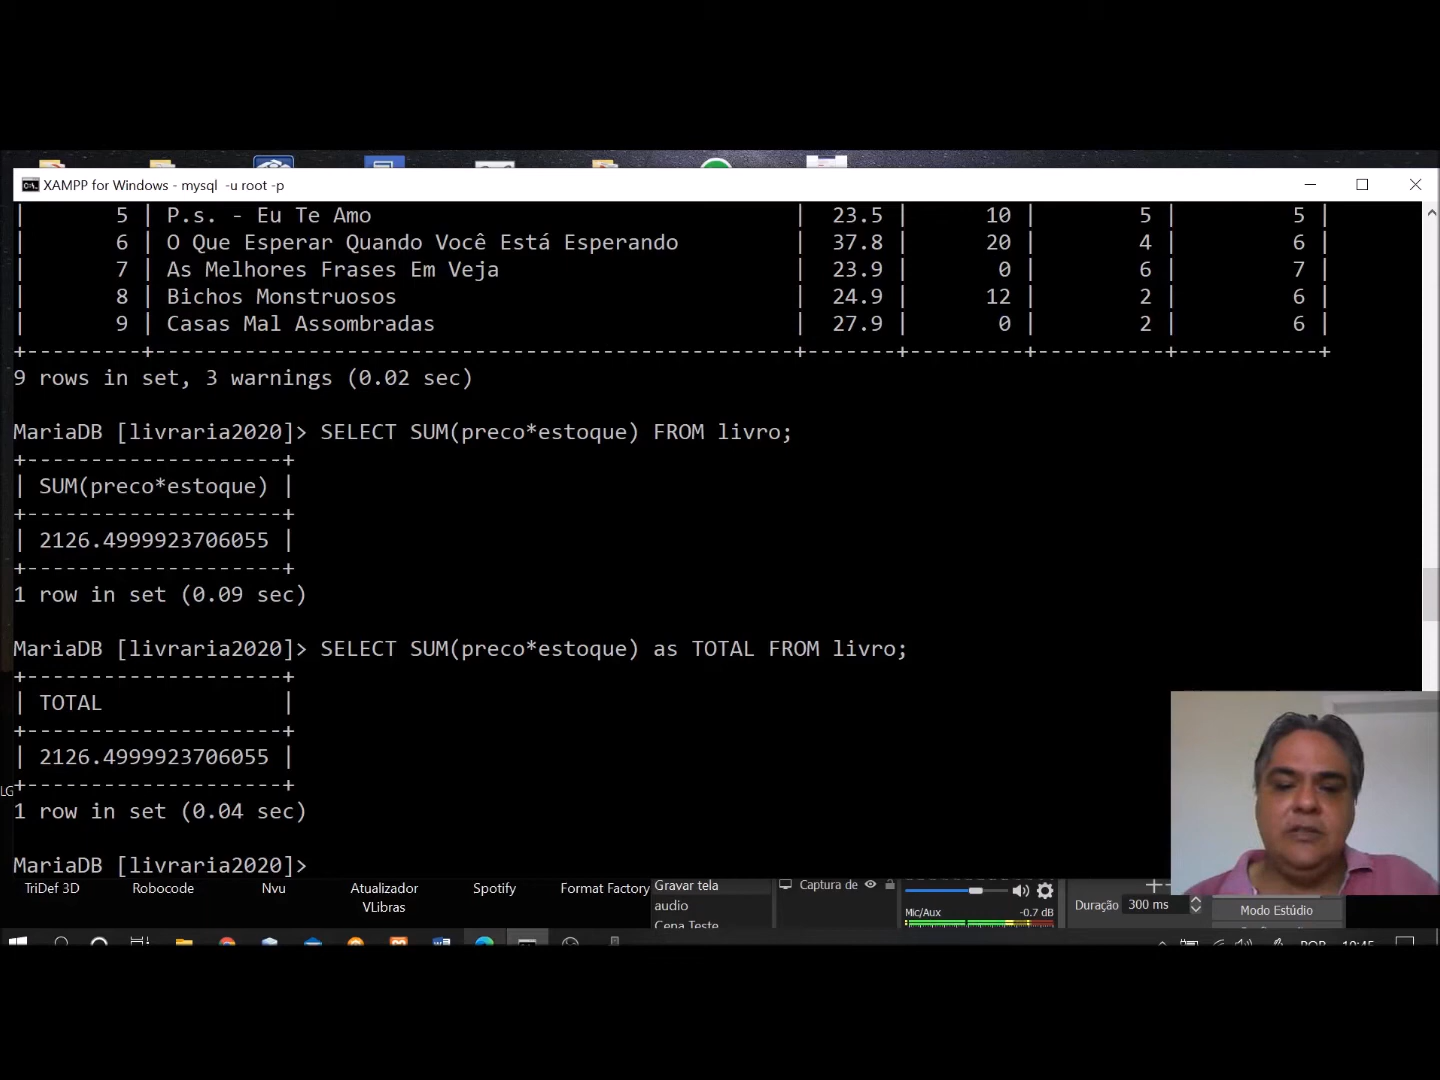 XAMPP for Windows - mysql  -u root -p
| 5 | P.s. - Eu Te Amo | 23.5 | 10 | 5 | 5 |
| 6 | O Que Esperar Quando Você Está Esperando | 37.8 | 20 | 4 | 6 |
| 7 | As Melhores Frases Em Veja | 23.9 | 0 | 6 | 7 |
| 8 | Bichos Monstruosos | 24.9 | 12 | 2 | 6 |
| 9 | Casas Mal Assombradas | 27.9 | 0 | 2 | 6 |
+---------+--------------------------------------------------+-------+---------+----------+-----------+
9 rows in set, 3 warnings (0.02 sec)
MariaDB [livraria2020]> SELECT SUM(preco*estoque) FROM livro;
+--------------------+
| SUM(preco*estoque) |
+--------------------+
| 2126.4999923706055 |
+--------------------+
1 row in set (0.09 sec)
MariaDB [livraria2020]> SELECT SUM(preco*estoque) as TOTAL FROM livro;
+--------------------+
| TOTAL              |
+--------------------+
| 2126.4999923706055 |
+--------------------+
1 row in set (0.04 sec)
MariaDB [livraria2020]>
LG
TriDef 3D
Robocode
Nvu
Atualizador
VLibras
Spotify
Format Factory
Gravar tela
audio
Cena Teste
Captura de
Mic/Aux -0.7 dB
Duração 300 ms
Modo Estúdio